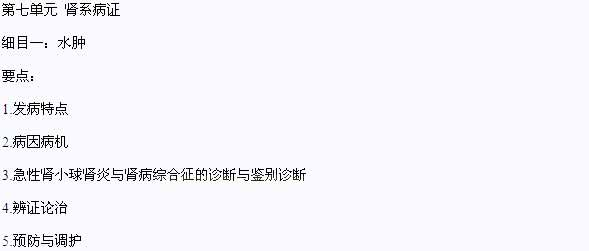 第七单元 肾系病证
细目一：水肿
要点：
1.发病特点
2.病因病机
3.急性肾小球肾炎与肾病综合征的诊断与鉴别诊断
4.辨证论治
5.预防与调护